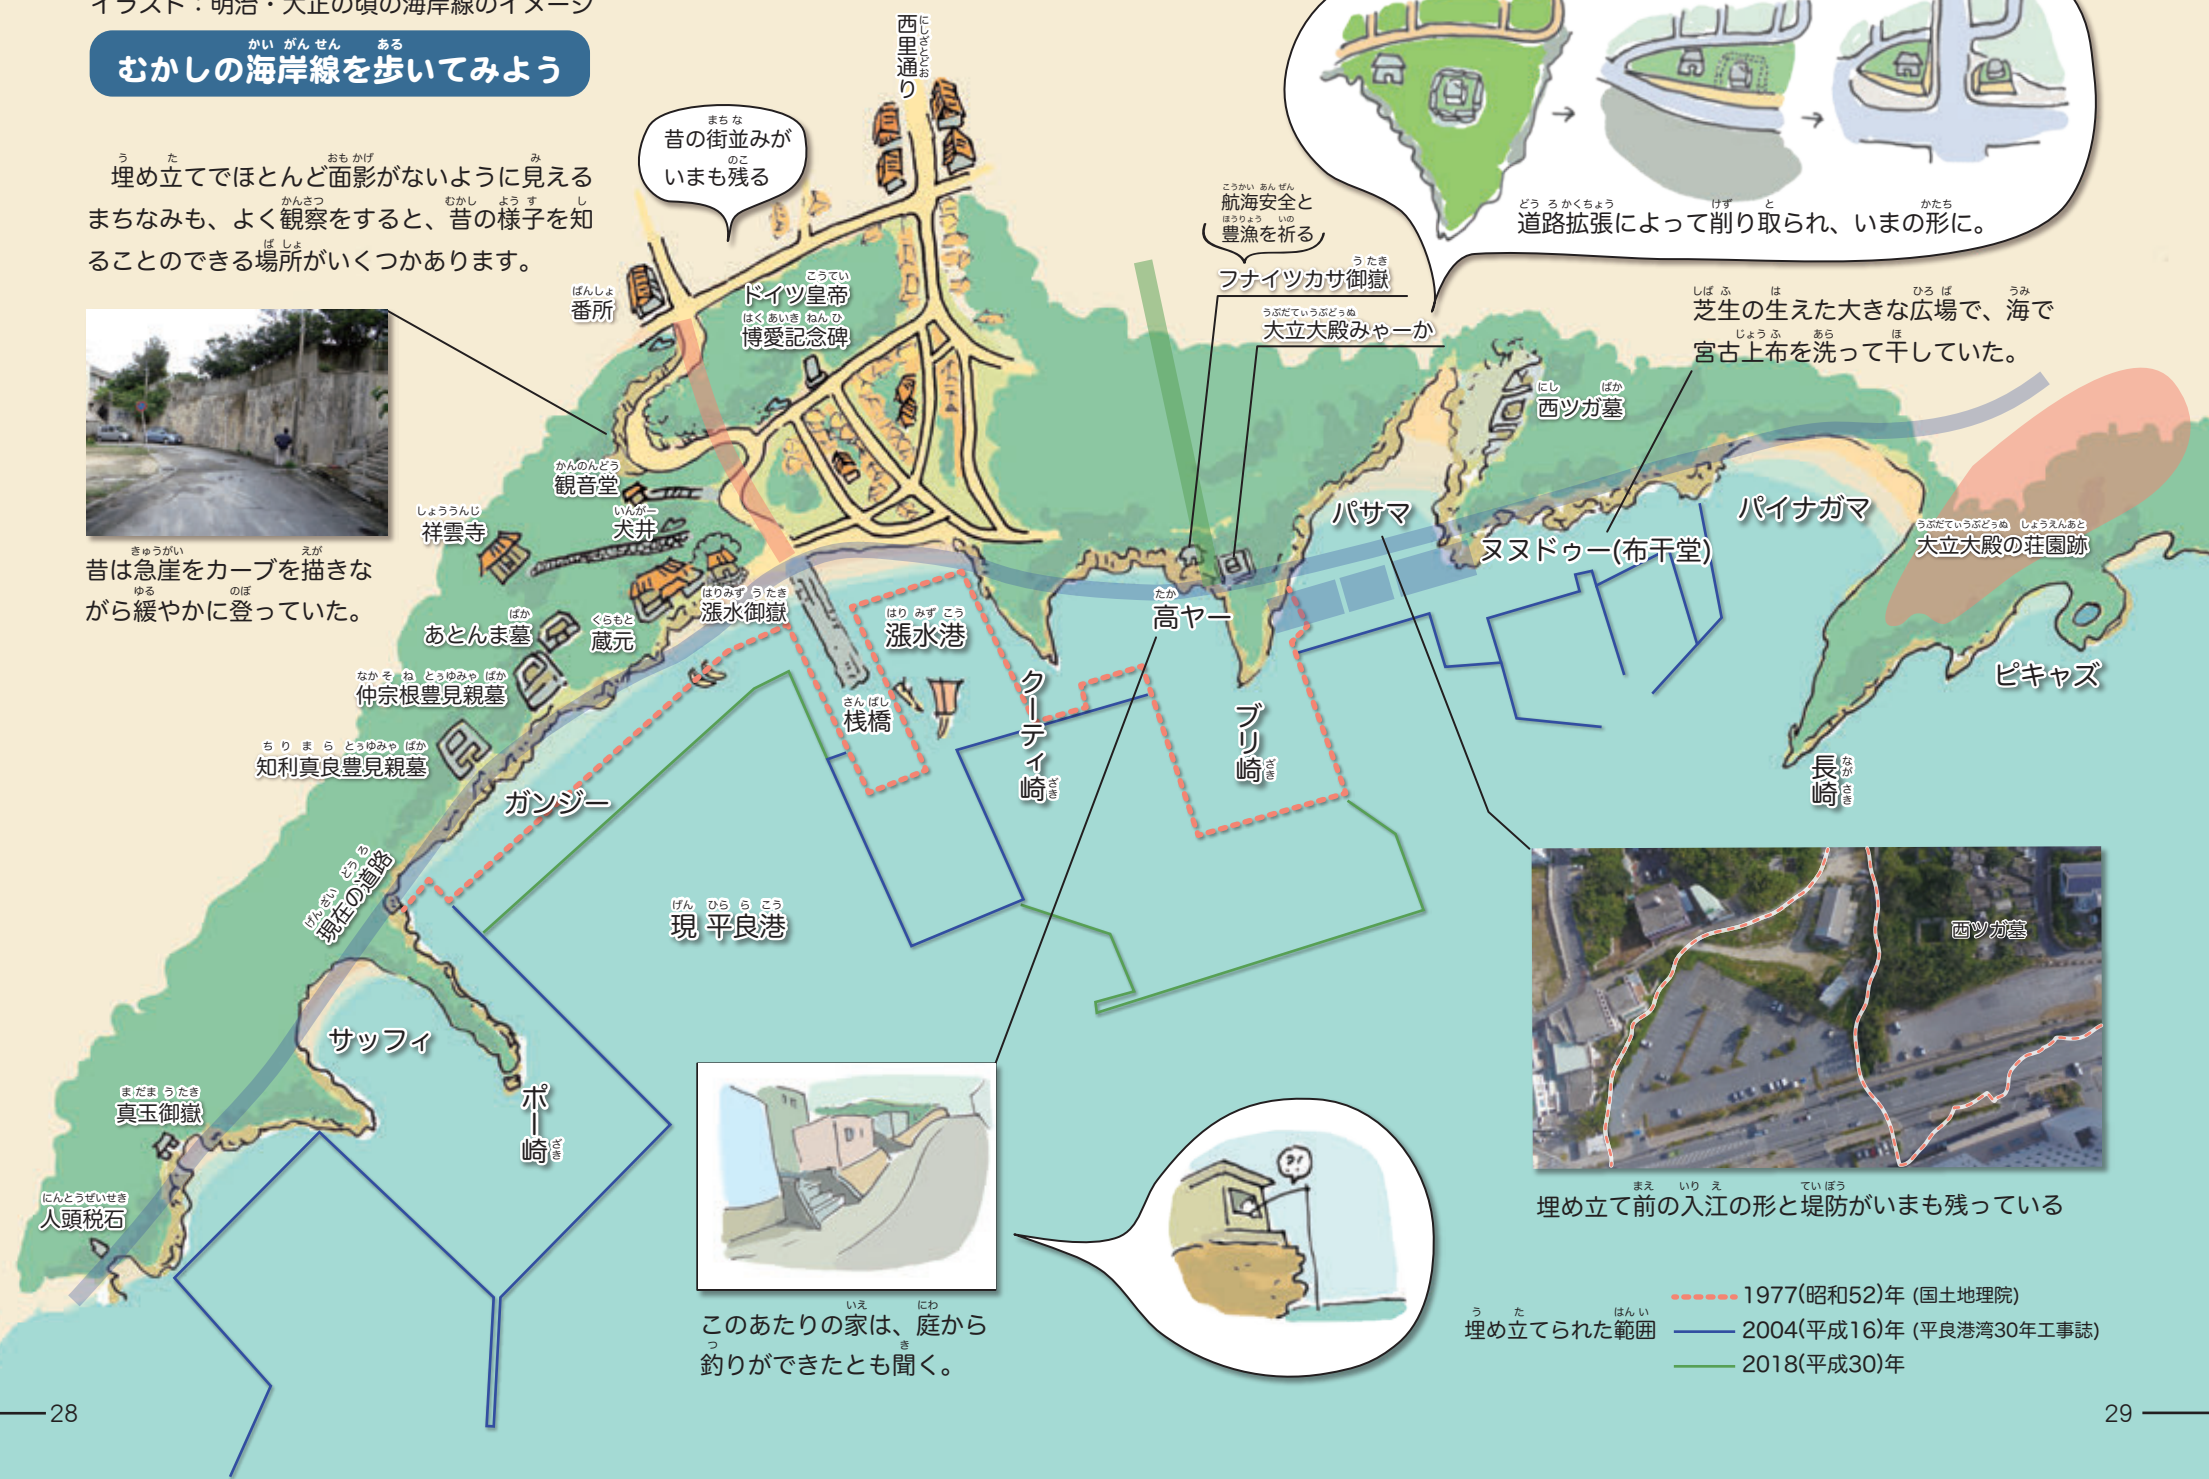 イラスト：明治・大正の頃の海岸線のイメージ
むかしの海岸線を歩いてみよう
埋め立てでほとんど面影がないように見える
まちなみも、よく観察をすると、昔の様子を知
ることのできる場所がいくつかあります。
昔は急崖をカーブを描きな
がら緩やかに登っていた。
西里通り
昔の街並みが
いまも残る
番所
ドイツ皇帝
博愛記念碑
観音堂
祥雲寺
犬井
漲水御嶽
蔵元
あとんま墓
仲宗根豊見親墓
知利真良豊見親墓
ガンジー
現在の道路
サッフィ
真玉御嶽
人頭税石
ポー崎
漲水港
桟橋
クーティ崎
現 平良港
航海安全と
豊漁を祈る
フナイツカサ御嶽
大立大殿みゃーか
高ヤー
ブリ崎
道路拡張によって削り取られ、いまの形に。
芝生の生えた大きな広場で、海で
宮古上布を洗って干していた。
西ツガ墓
パサマ
ヌヌドゥー(布干堂)
パイナガマ
大立大殿の荘園跡
ピキャズ
長崎
西ツガ墓
埋め立て前の入江の形と堤防がいまも残っている
?!
このあたりの家は、庭から
釣りができたとも聞く。
埋め立てられた範囲
1977(昭和52)年 (国土地理院)
2004(平成16)年 (平良港湾30年工事誌)
2018(平成30)年
28
29